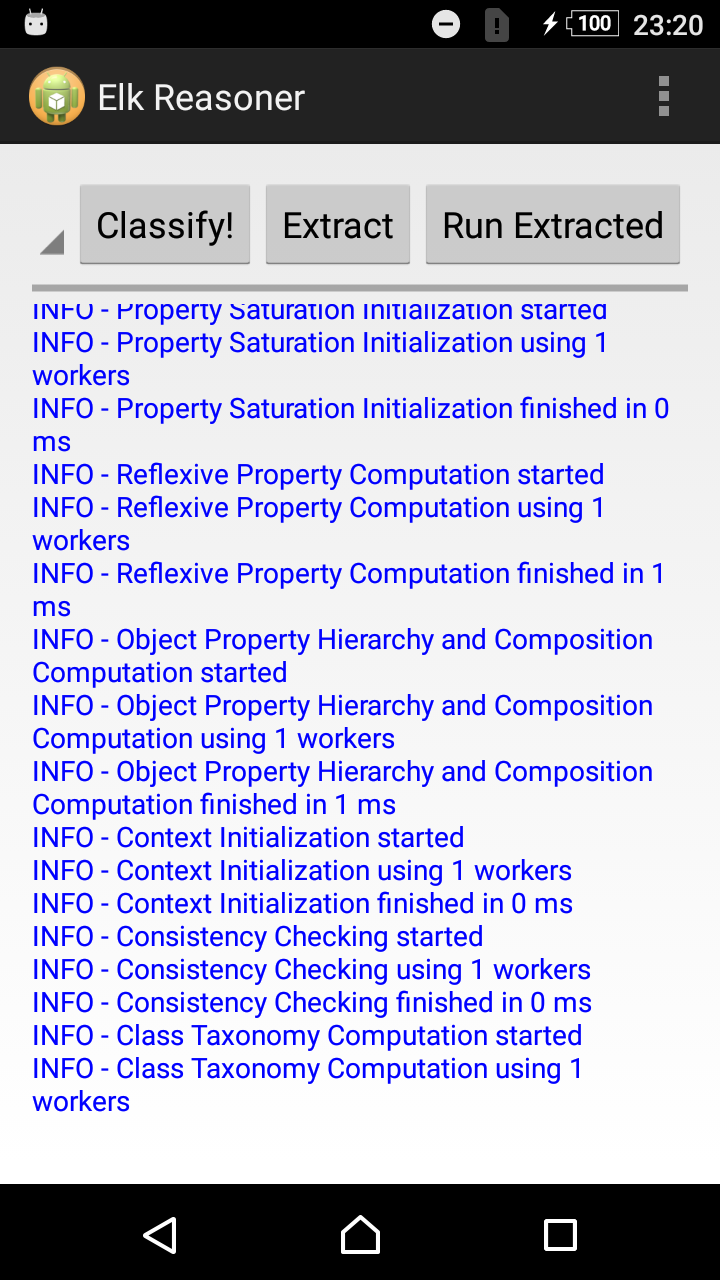 100 23:20
Elk Reasoner
Classify! Extract Run Extracted
INFO - Property Saturation Initialization started
INFO - Property Saturation Initialization using 1
workers
INFO - Property Saturation Initialization finished in 0
ms
INFO - Reflexive Property Computation started
INFO - Reflexive Property Computation using 1
workers
INFO - Reflexive Property Computation finished in 1
ms
INFO - Object Property Hierarchy and Composition
Computation started
INFO - Object Property Hierarchy and Composition
Computation using 1 workers
INFO - Object Property Hierarchy and Composition
Computation finished in 1 ms
INFO - Context Initialization started
INFO - Context Initialization using 1 workers
INFO - Context Initialization finished in 0 ms
INFO - Consistency Checking started
INFO - Consistency Checking using 1 workers
INFO - Consistency Checking finished in 0 ms
INFO - Class Taxonomy Computation started
INFO - Class Taxonomy Computation using 1
workers